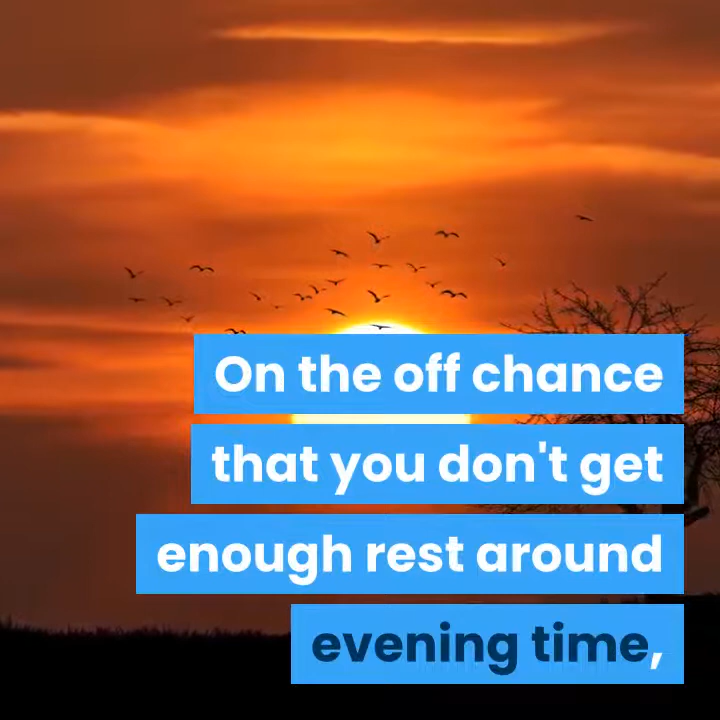 On the off chance
that you don't get
enough rest around
evening time,